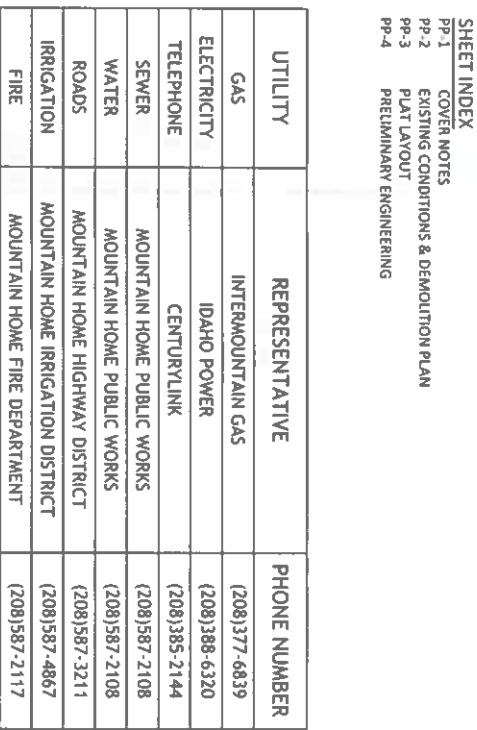 SHEET INDEX
PP-1 COVER NOTES
PP-2 EXISTING CONDITIONS & DEMOLITION PLAN
PP-3 PLAT LAYOUT
PP-4 PRELIMINARY ENGINEERING
UTILITY REPRESENTATIVE PHONE NUMBER
GAS INTERMOUNTAIN GAS (208)377-6839
ELECTRICITY IDAHO POWER (208)388-6320
TELEPHONE CENTURYLINK (208)385-2144
SEWER MOUNTAIN HOME PUBLIC WORKS (208)587-2108
WATER MOUNTAIN HOME PUBLIC WORKS (208)587-2108
ROADS MOUNTAIN HOME HIGHWAY DISTRICT (208)587-3211
IRRIGATION MOUNTAIN HOME IRRIGATION DISTRICT (208)587-4867
FIRE MOUNTAIN HOME FIRE DEPARTMENT (208)587-2117